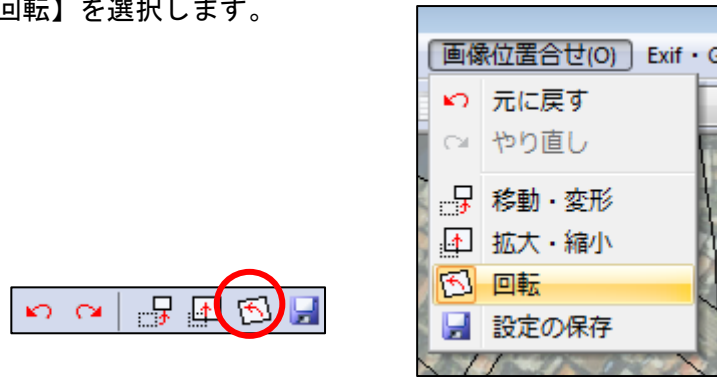 回転】を選択します。
画像位置合せ(O) Exif・G
元に戻す
やり直し
移動・変形
拡大・縮小
回転
設定の保存